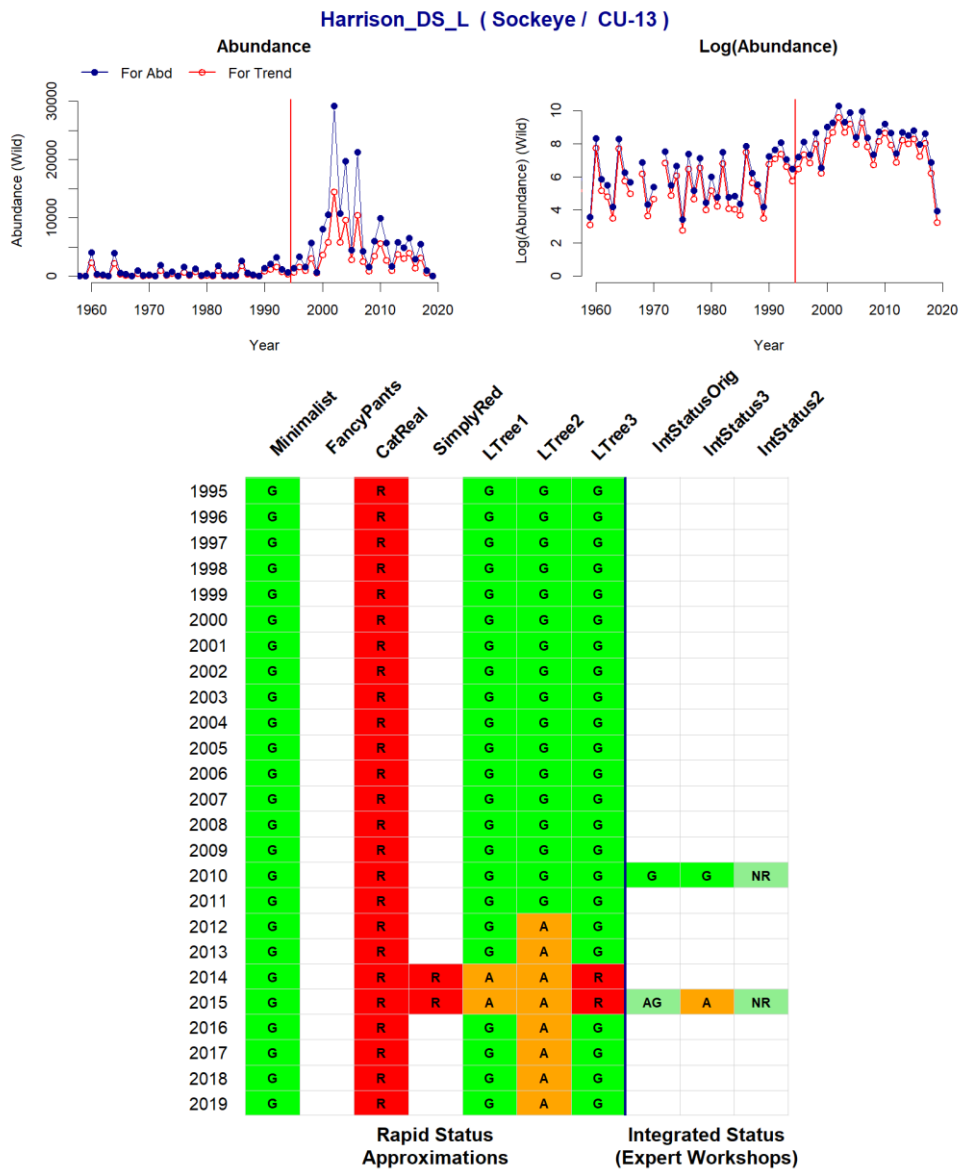 Harrison_DS_L ( Sockeye / CU-13 )
Abundance
For Abd For Trend
Abundance (Wild)
30000
20000
10000
0
1960 1970 1980 1990 2000 2010 2020
Year
Log(Abundance)
Log(Abundance) (Wild)
10
8
6
4
2
0
1960 1970 1980 1990 2000 2010 2020
Year
Minimalist FancyPants CatReal SimplyRed LTree1 LTree2 LTree3 IntStatusOrig IntStatus3 IntStatus2
1995 G R G G G
1996 G R G G G
1997 G R G G G
1998 G R G G G
1999 G R G G G
2000 G R G G G
2001 G R G G G
2002 G R G G G
2003 G R G G G
2004 G R G G G
2005 G R G G G
2006 G R G G G
2007 G R G G G
2008 G R G G G
2009 G R G G G
2010 G R G G G G G NR
2011 G R G G G
2012 G R G A G
2013 G R G A G
2014 G R R A A R
2015 G R R A A R AG A NR
2016 G R G A G
2017 G R G A G
2018 G R G A G
2019 G R G A G
Rapid Status
Approximations
Integrated Status
(Expert Workshops)